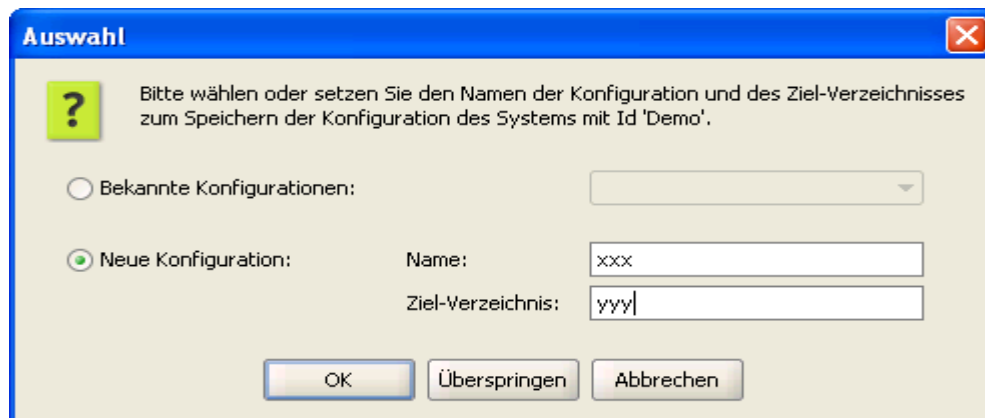 Auswahl
?
Bitte wählen oder setzen Sie den Namen der Konfiguration und des Ziel-Verzeichnisses
zum Speichern der Konfiguration des Systems mit Id 'Demo'.
Bekannte Konfigurationen:
Neue Konfiguration: Name: xxx
Ziel-Verzeichnis: yyy
OK Überspringen Abbrechen